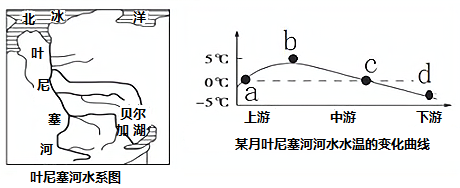 北冰洋
叶尼塞河
贝尔
加湖
叶尼塞河水系图
5℃
0℃
-5℃
a
b
c
d
上游 中游 下游
某月叶尼塞河河水水温的变化曲线